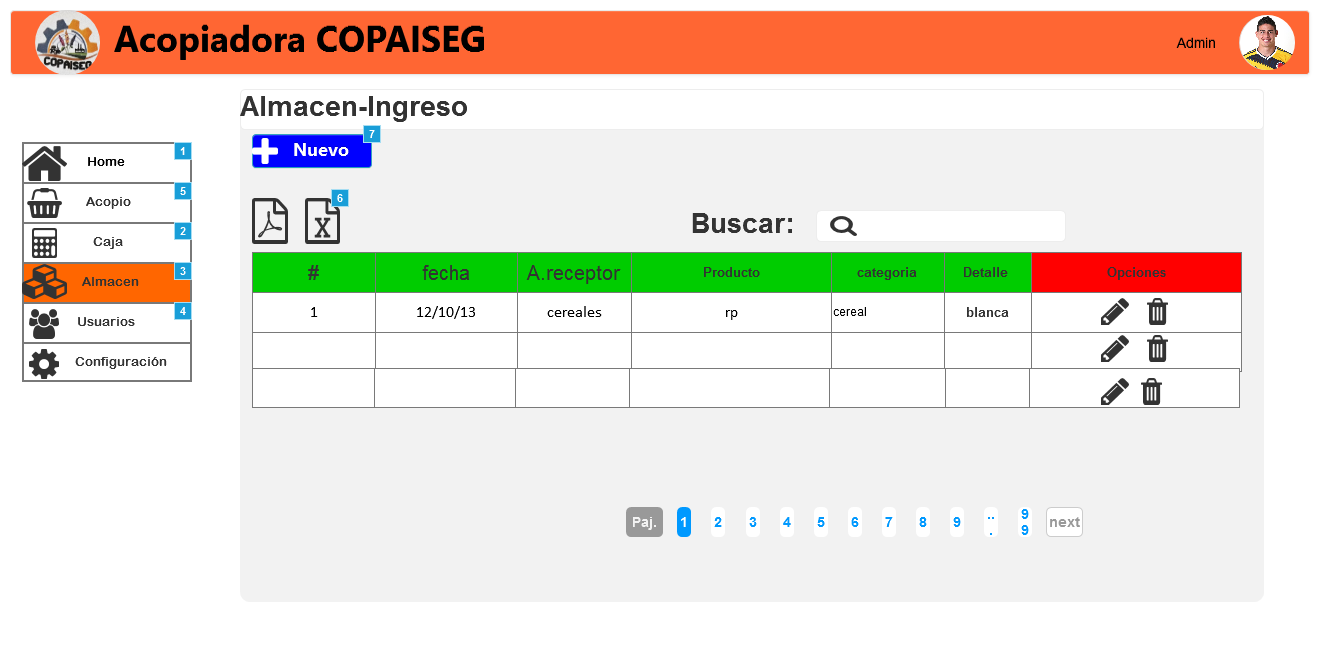 COPAISEG
Acopiadora COPAISEG
Admin
Almacen-Ingreso
Nuevo 7
Home 1
Acopio 5
Caja 2
Almacen 3
Usuarios 4
Configuración
6
X
Buscar:
# fecha A.receptor Producto categoria Detalle Opciones
1 12/10/13 cereales rp cereal blanca
Paj. 1 2 3 4 5 6 7 8 9 ... 99 next